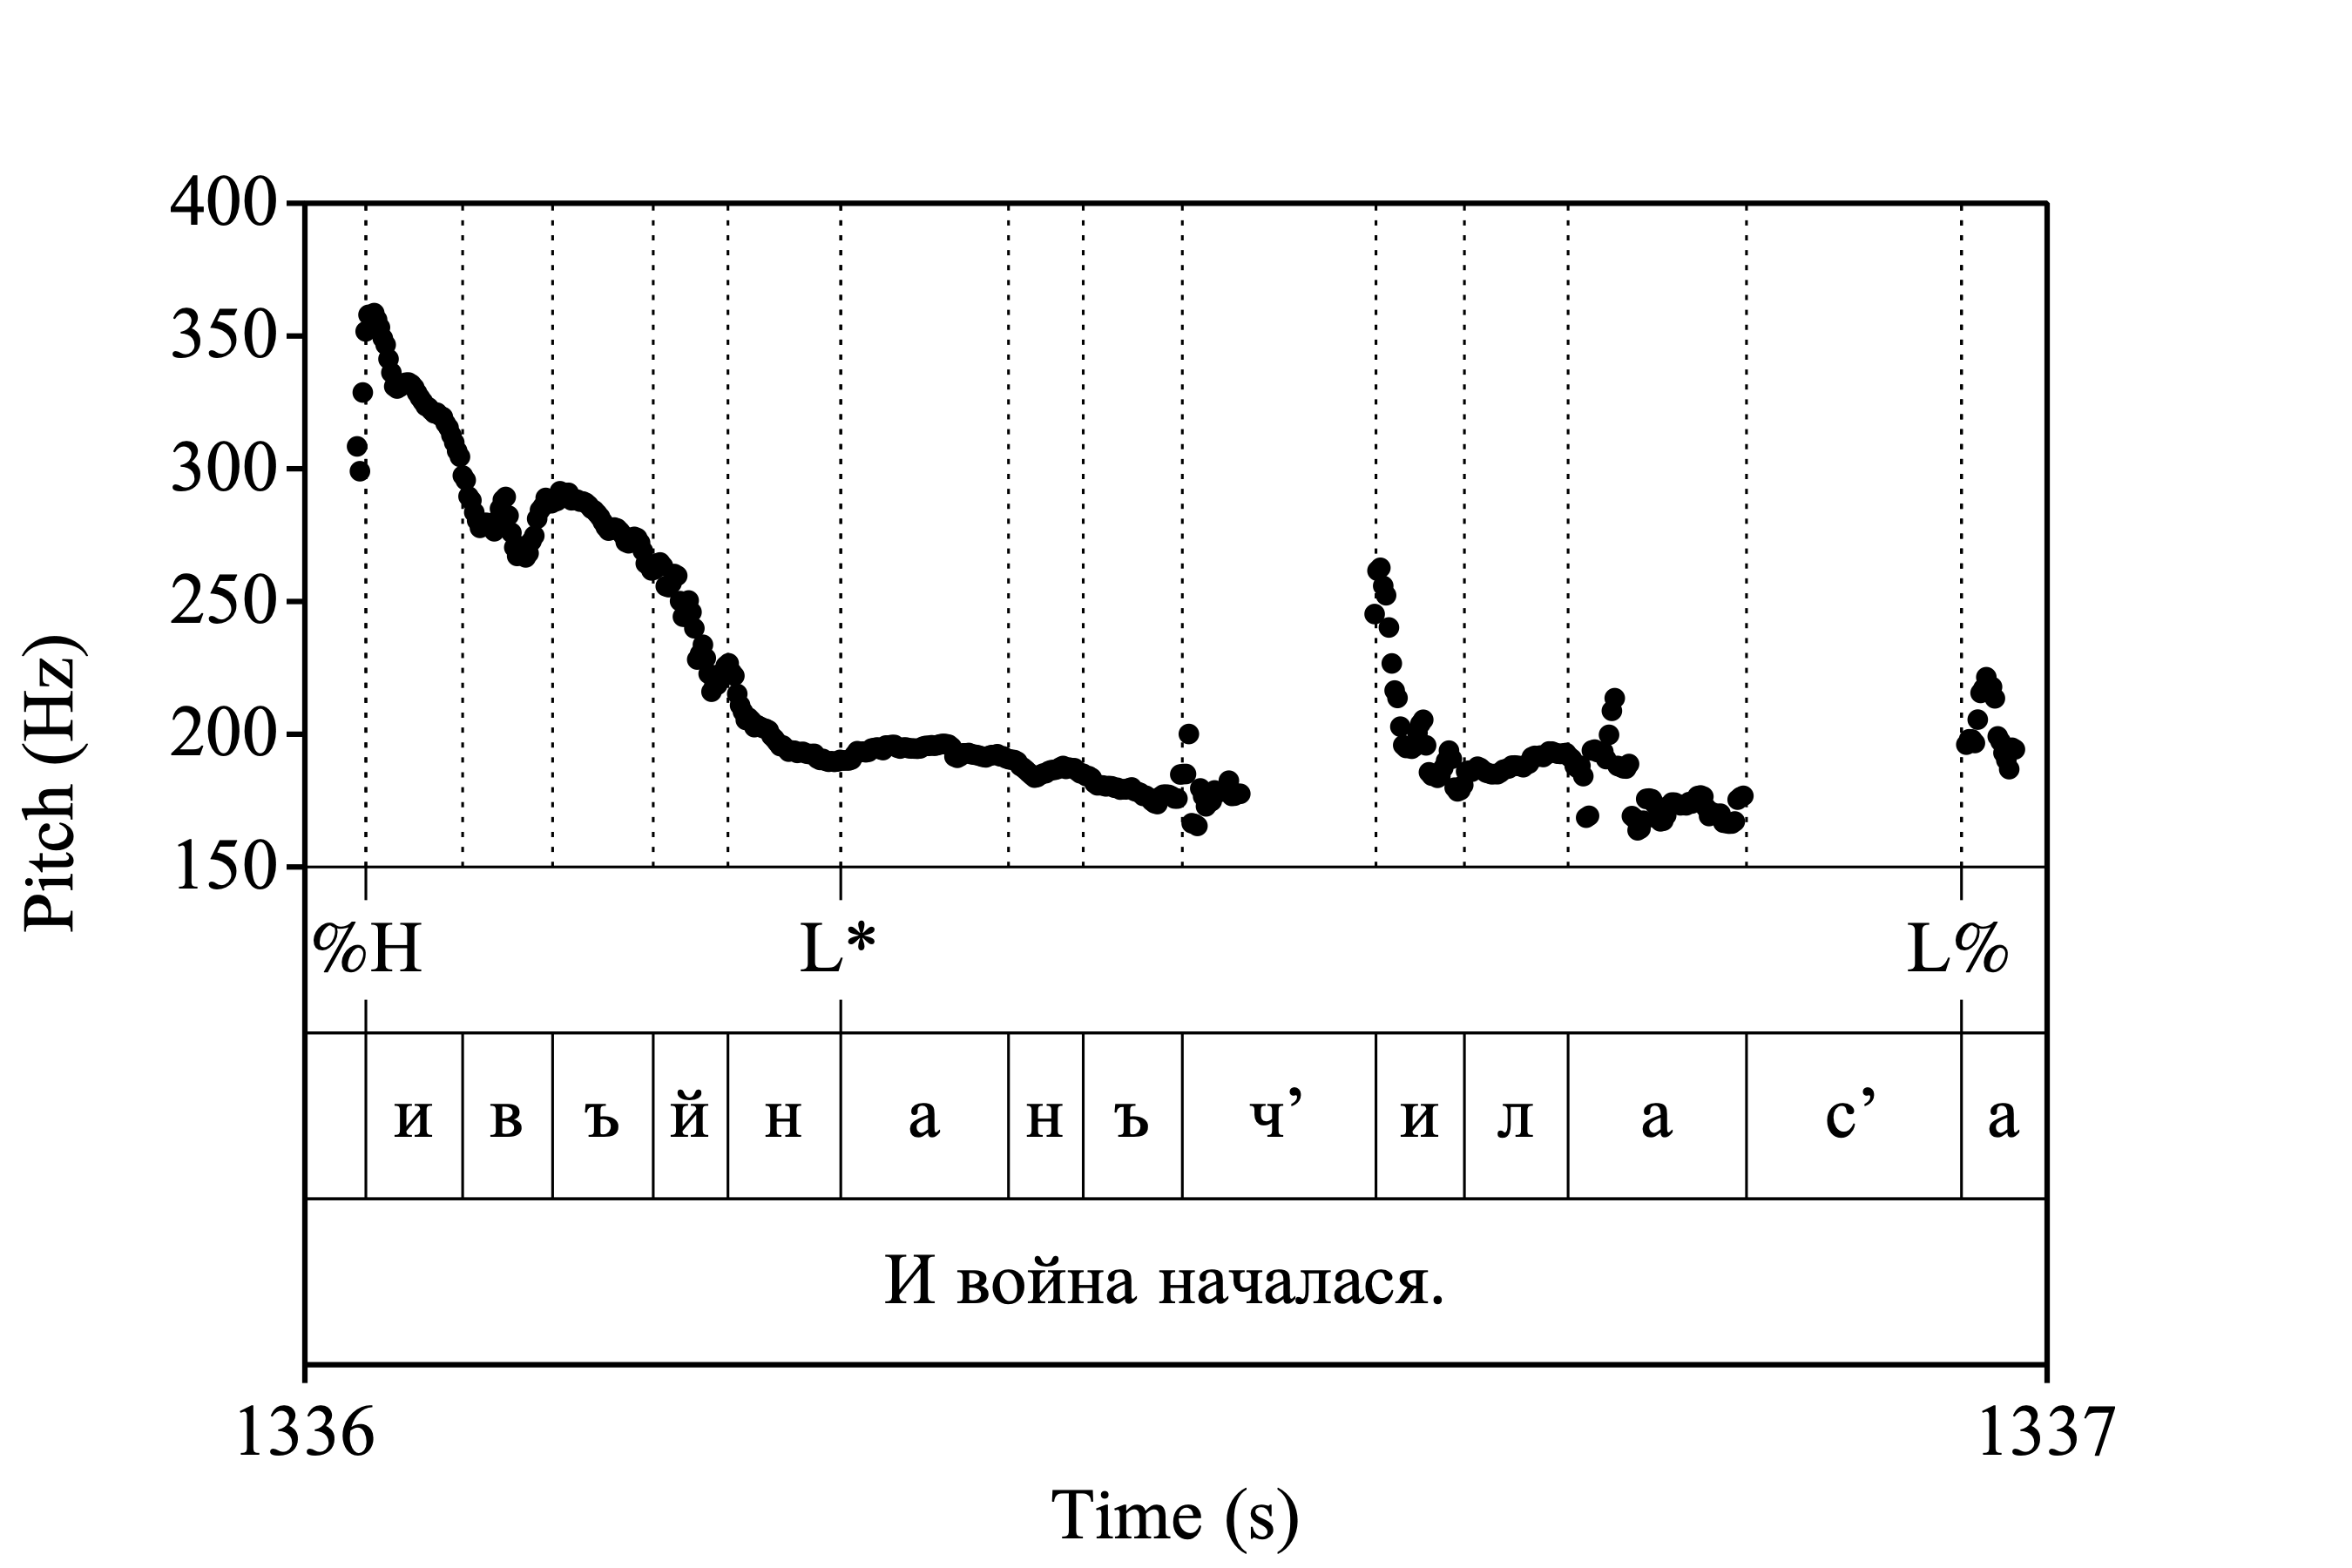 400
350
300
250
200
150
Pitch (Hz)
%H L* L%
и в ъ й н а н ъ ч’ и л а с’ а
И война началася.
1336 1337
Time (s)